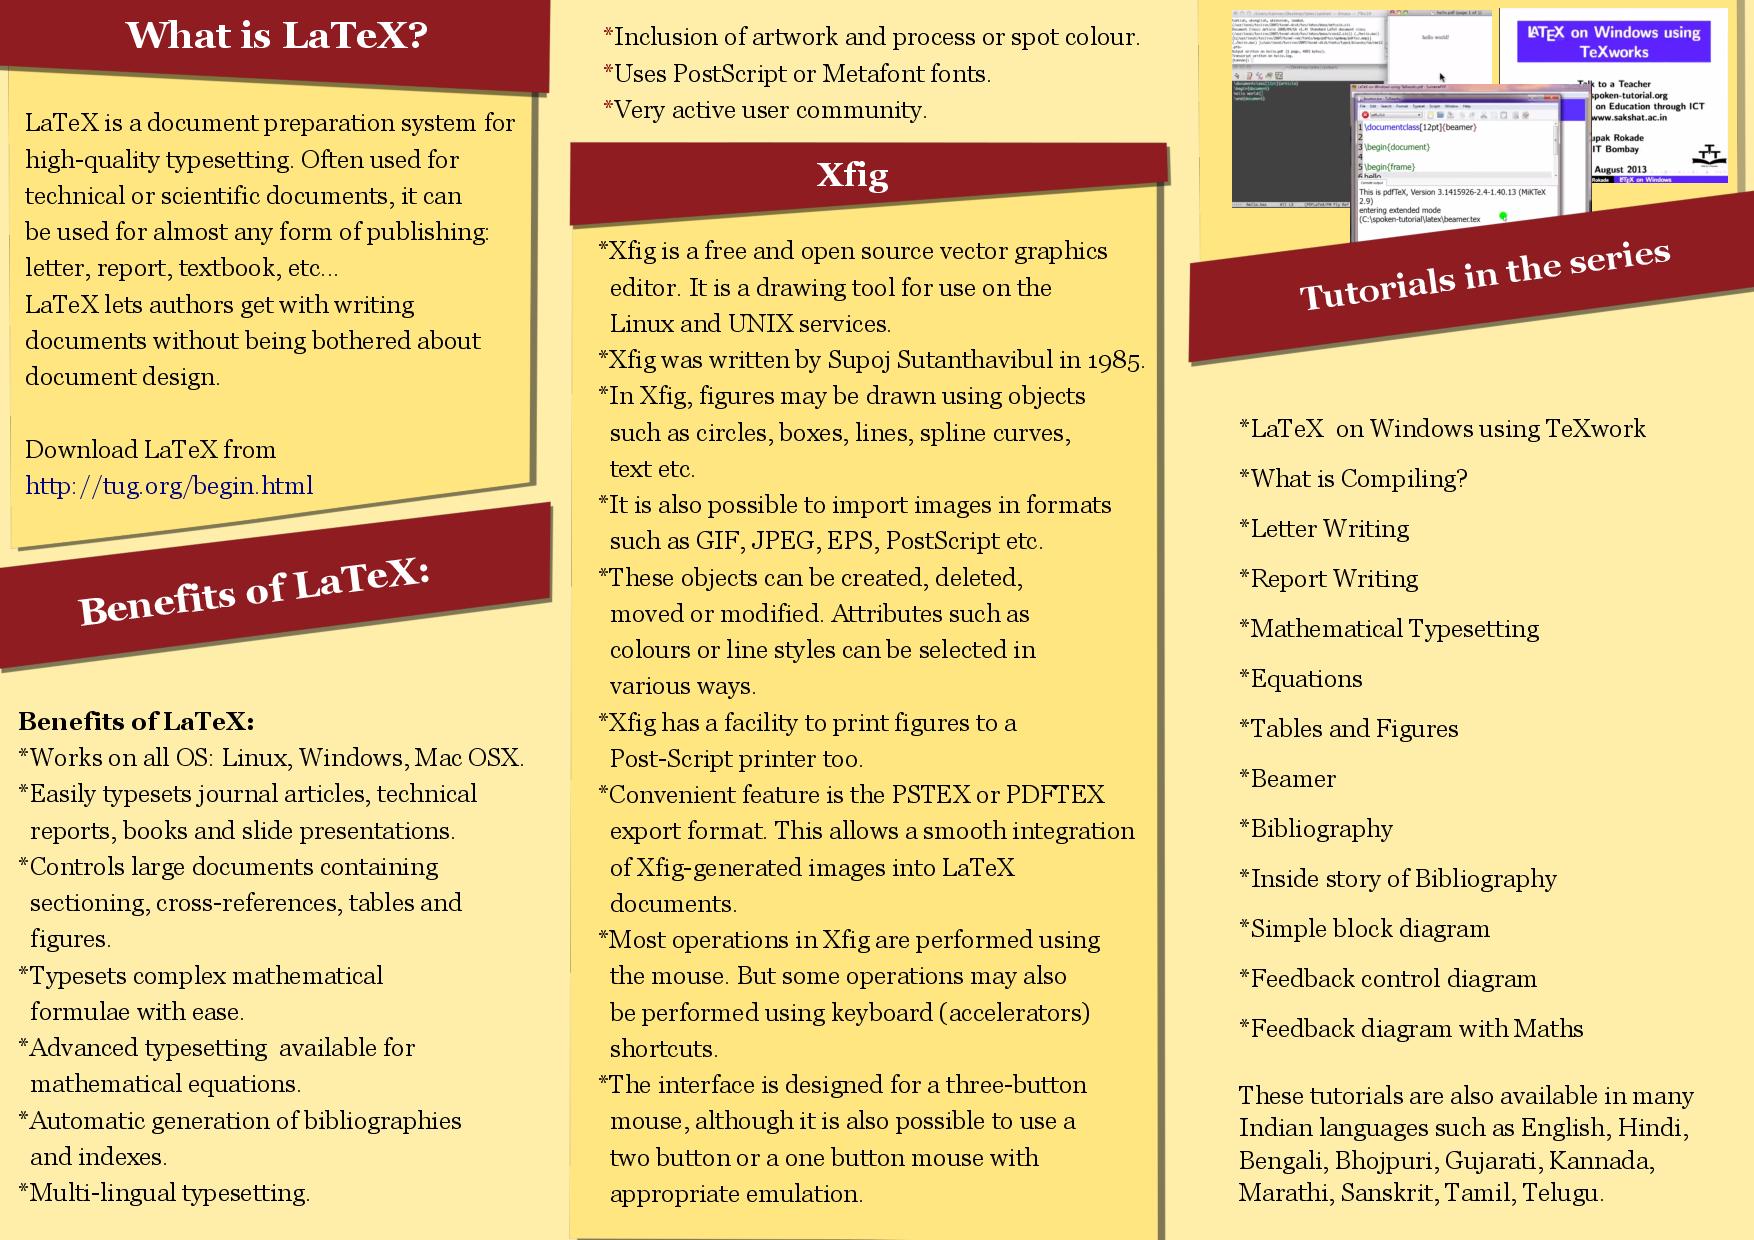 What is LaTeX?
LaTeX is a document preparation system for
high-quality typesetting. Often used for
technical or scientific documents, it can
be used for almost any form of publishing:
letter, report, textbook, etc...
LaTeX lets authors get with writing
documents without being bothered about
document design.
Download LaTeX from
http://tug.org/begin.html
Benefits of LaTeX:
Benefits of LaTeX:
*Works on all OS: Linux, Windows, Mac OSX.
*Easily typesets journal articles, technical
reports, books and slide presentations.
*Controls large documents containing
sectioning, cross-references, tables and
figures.
*Typesets complex mathematical
formulae with ease.
*Advanced typesetting  available for
mathematical equations.
*Automatic generation of bibliographies
and indexes.
*Multi-lingual typesetting.
*Inclusion of artwork and process or spot colour.
*Uses PostScript or Metafont fonts.
*Very active user community.
Xfig
*Xfig is a free and open source vector graphics
editor. It is a drawing tool for use on the
Linux and UNIX services.
*Xfig was written by Supoj Sutanthavibul in 1985.
*In Xfig, figures may be drawn using objects
such as circles, boxes, lines, spline curves,
text etc.
*It is also possible to import images in formats
such as GIF, JPEG, EPS, PostScript etc.
*These objects can be created, deleted,
moved or modified. Attributes such as
colours or line styles can be selected in
various ways.
*Xfig has a facility to print figures to a
Post-Script printer too.
*Convenient feature is the PSTEX or PDFTEX
export format. This allows a smooth integration
of Xfig-generated images into LaTeX
documents.
*Most operations in Xfig are performed using
the mouse. But some operations may also
be performed using keyboard (accelerators)
shortcuts.
*The interface is designed for a three-button
mouse, although it is also possible to use a
two button or a one button mouse with
appropriate emulation.
hello world!
LATEX on Windows using
TeXworks
Talk to a Teacher
spoken-tutorial.org
on Education through ICT
www.sakshat.ac.in
upak Rokade
IT Bombay
August 2013
Rokade LATEX on Windows
1 \documentclass[12pt]{beamer}
2
3 \begin{document}
4
5 \begin{frame}
6 hello
This is pdfTeX, Version 3.1415926-2.4-1.40.13 (MiKTeX
2.9)
entering extended mode
(C:\spoken-tutorial\latex\beamer.tex
Tutorials in the series
*LaTeX  on Windows using TeXwork
*What is Compiling?
*Letter Writing
*Report Writing
*Mathematical Typesetting
*Equations
*Tables and Figures
*Beamer
*Bibliography
*Inside story of Bibliography
*Simple block diagram
*Feedback control diagram
*Feedback diagram with Maths
These tutorials are also available in many
Indian languages such as English, Hindi,
Bengali, Bhojpuri, Gujarati, Kannada,
Marathi, Sanskrit, Tamil, Telugu.